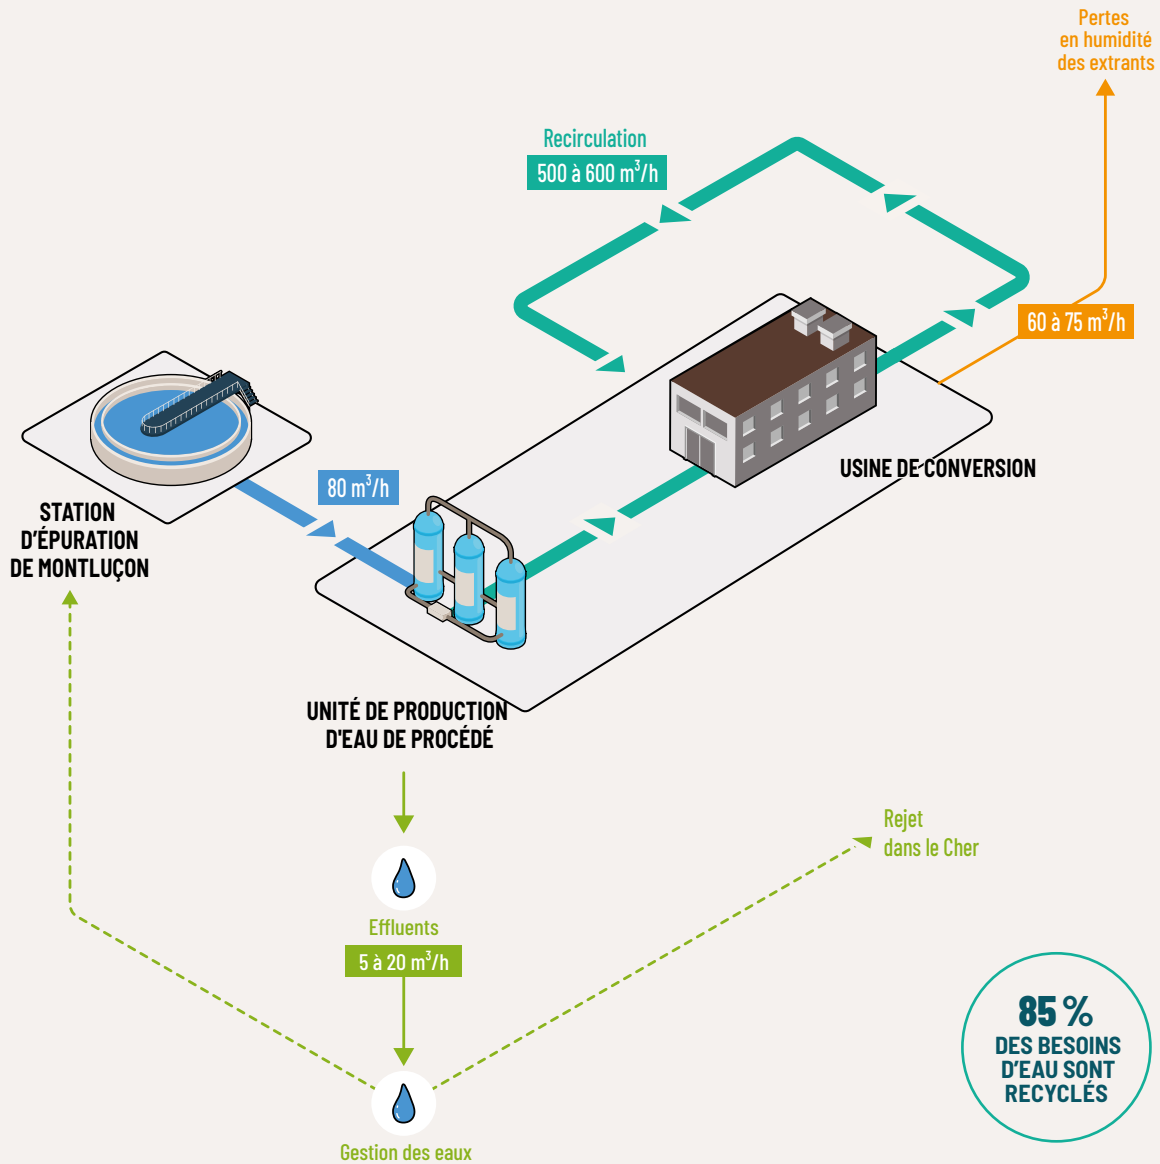 Pertes
en humidité
des extrants
Recirculation
500 à 600 m³/h
60 à 75 m³/h
USINE DE CONVERSION
80 m³/h
STATION
D'ÉPURATION
DE MONTLUÇON
UNITÉ DE PRODUCTION
D'EAU DE PROCÉDÉ
Rejet
dans le Cher
Effluents
5 à 20 m³/h
85 %
DES BESOINS
D'EAU SONT
RECYCLÉS
Gestion des eaux